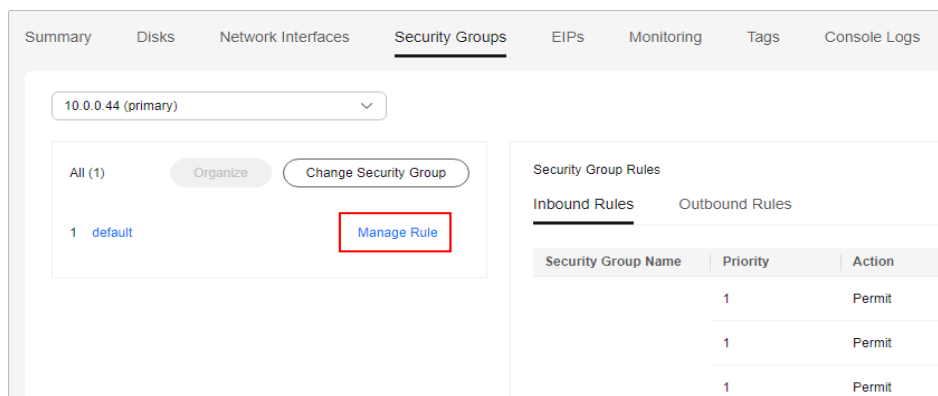 Summary Disks Network Interfaces Security Groups EIPs Monitoring Tags Console Logs
10.0.0.44 (primary)
All (1) Organize Change Security Group
1 default Manage Rule
Security Group Rules
Inbound Rules Outbound Rules
Security Group Name Priority Action
1 Permit
1 Permit
1 Permit